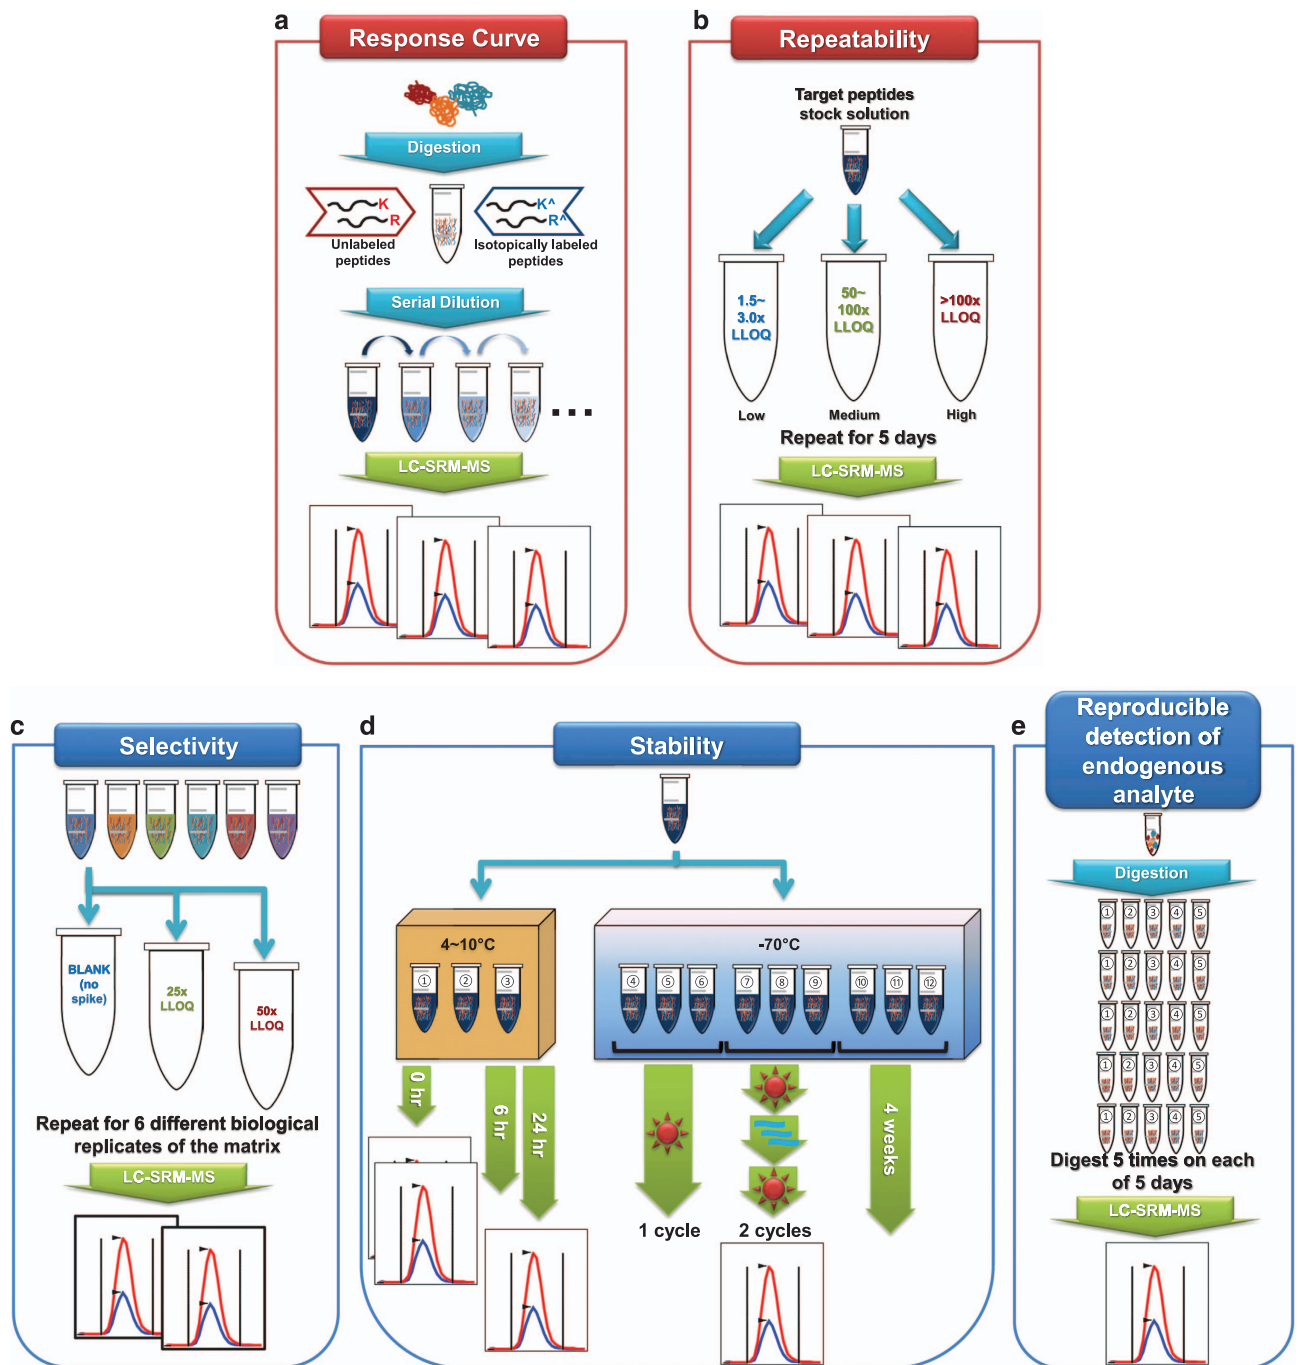 a
Response Curve
Digestion
K
R
K^
R^
Unlabeled
peptides
Isotopically labeled
peptides
Serial Dilution
...
LC-SRM-MS
b
Repeatability
Target peptides
stock solution
1.5~
3.0x
LLOQ
50~
100x
LLOQ
>100x
LLOQ
Low
Medium
High
Repeat for 5 days
LC-SRM-MS
c
Selectivity
BLANK
(no
spike)
25x
LLOQ
50x
LLOQ
Repeat for 6 different biological
replicates of the matrix
LC-SRM-MS
d
Stability
4~10°C
① ② ③
-70°C
④ ⑤ ⑥ ⑦ ⑧ ⑨ ⑩ ⑪ ⑫
0 hr
6 hr
24 hr
4 weeks
1 cycle
2 cycles
e
Reproducible
detection of
endogenous
analyte
Digestion
① ② ③ ④ ⑤
① ② ③ ④ ⑤
① ② ③ ④ ⑤
① ② ③ ④ ⑤
① ② ③ ④ ⑤
Digest 5 times on each
of 5 days
LC-SRM-MS